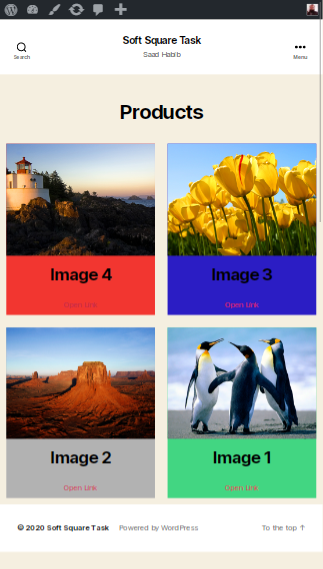 Soft Square Task
Saad Habib
Search
Menu
Products
Image 4
Open Link
Image 3
Open Link
Image 2
Open Link
Image 1
Open Link
© 2020 Soft Square Task Powered by WordPress To the top ↑